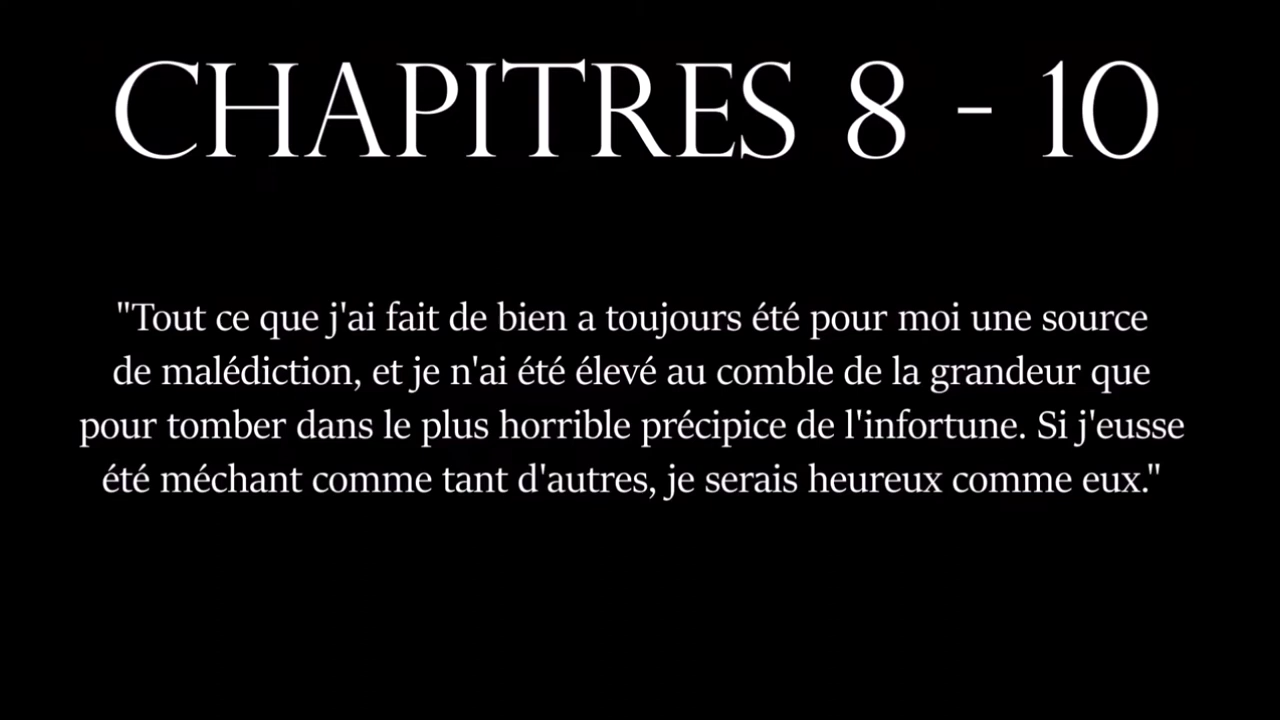 CHAPITRES 8 - 10
"Tout ce que j'ai fait de bien a toujours été pour moi une source
de malédiction, et je n'ai été élevé au comble de la grandeur que
pour tomber dans le plus horrible précipice de l'infortune. Si j'eusse
été méchant comme tant d'autres, je serais heureux comme eux."